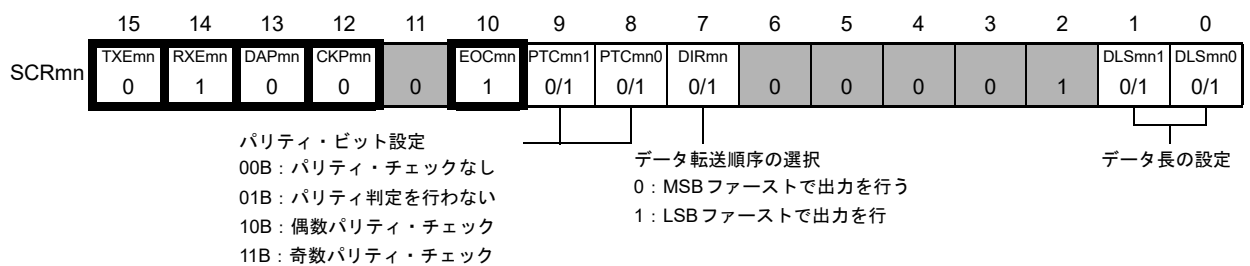 15 14 13 12 11 10 9 8 7 6 5 4 3 2 1 0
SCRmn
TXEmn RXEmn DAPmn CKPmn EOCmn PTCmn1 PTCmn0 DIRmn DLSmn1 DLSmn0
0 1 0 0 0 1 0/1 0/1 0/1 0 0 0 0 1 0/1 0/1
パリティ・ビット設定
00B：パリティ・チェックなし
01B：パリティ判定を行わない
10B：偶数パリティ・チェック
11B：奇数パリティ・チェック
データ転送順序の選択
0：MSBファーストで出力を行う
1：LSBファーストで出力を行
データ長の設定